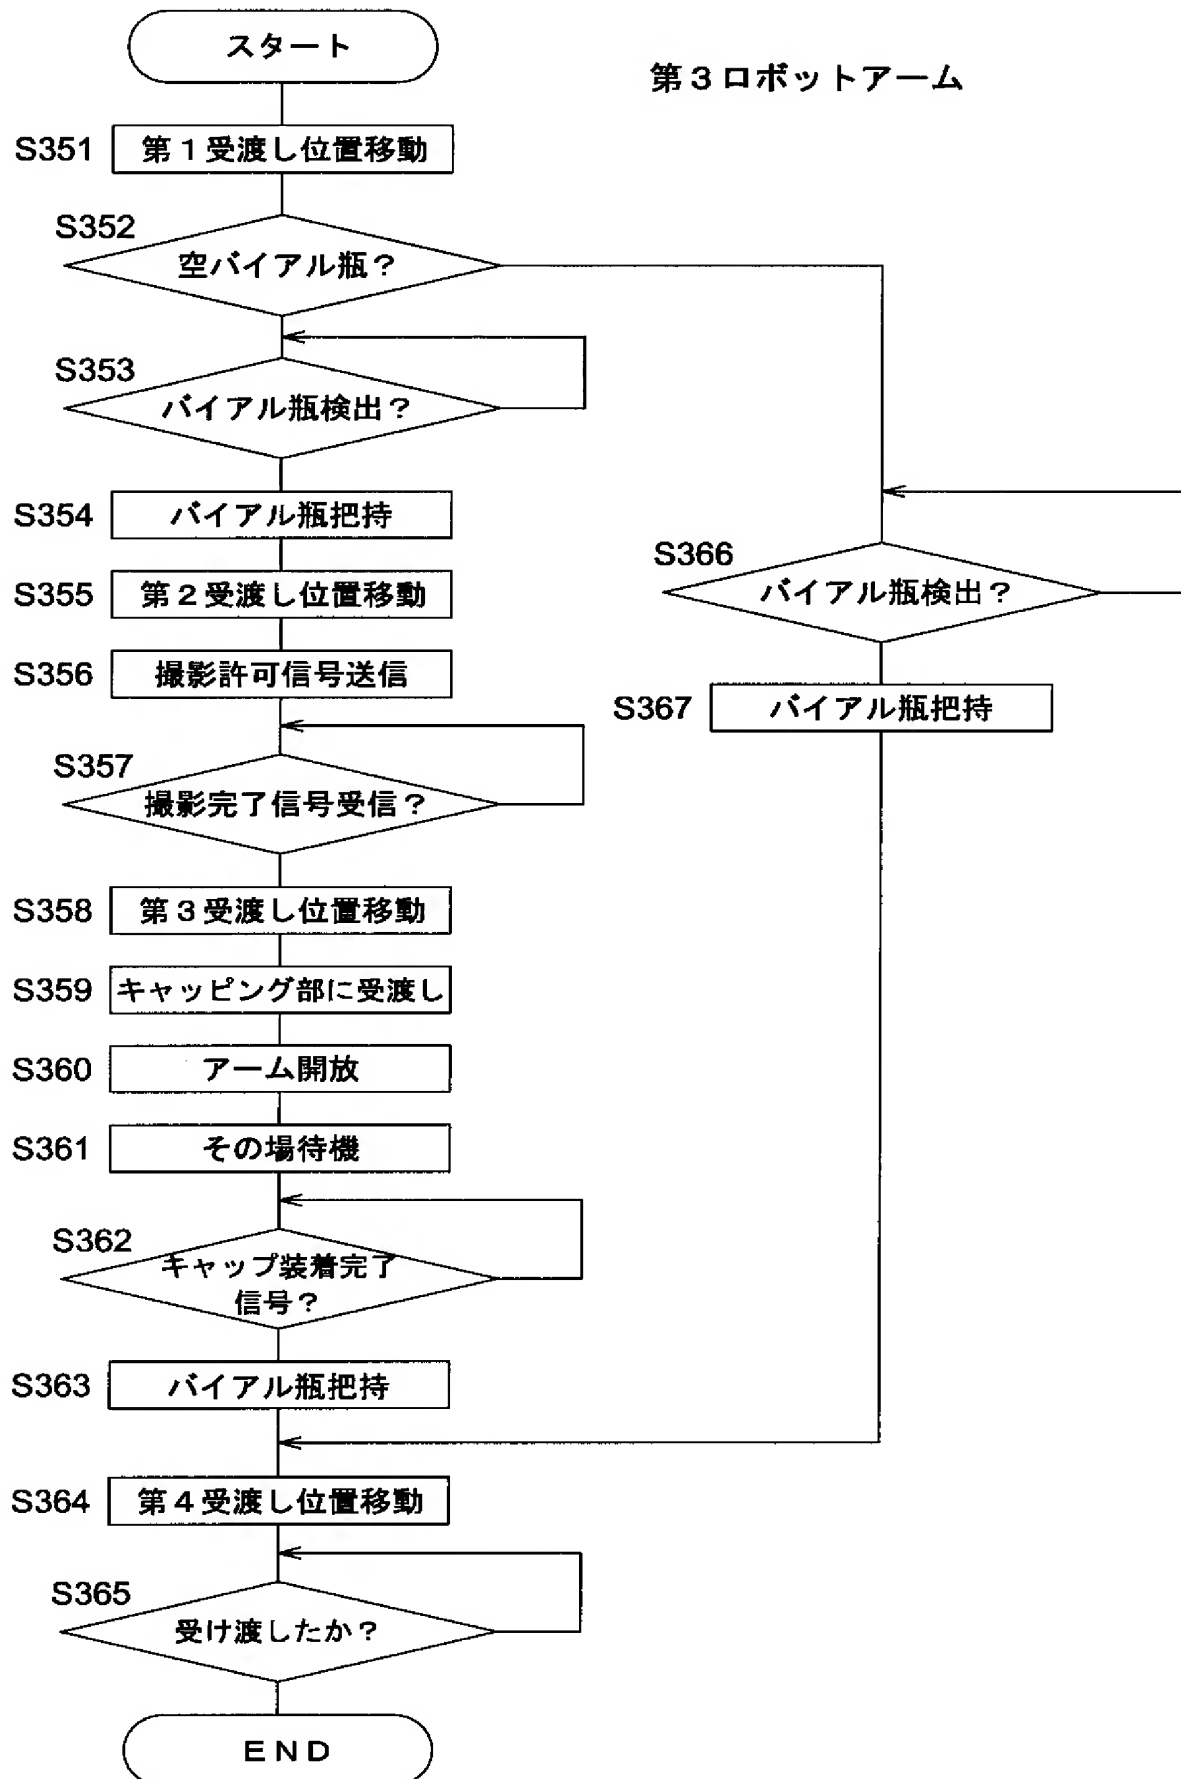 スタート
第3ロボットアーム
S351 第1受渡し位置移動
S352
空バイアル瓶?
S353
バイアル瓶検出?
S354 バイアル瓶把持
S355 第2受渡し位置移動
S356 撮影許可信号送信
S357
撮影完了信号受信?
S358 第3受渡し位置移動
S359 キャッピング部に受渡し
S360 アーム開放
S361 その場待機
S362
キャップ装着完了
信号?
S363 バイアル瓶把持
S364 第4受渡し位置移動
S365
受け渡したか?
END
S366
バイアル瓶検出?
S367 バイアル瓶把持